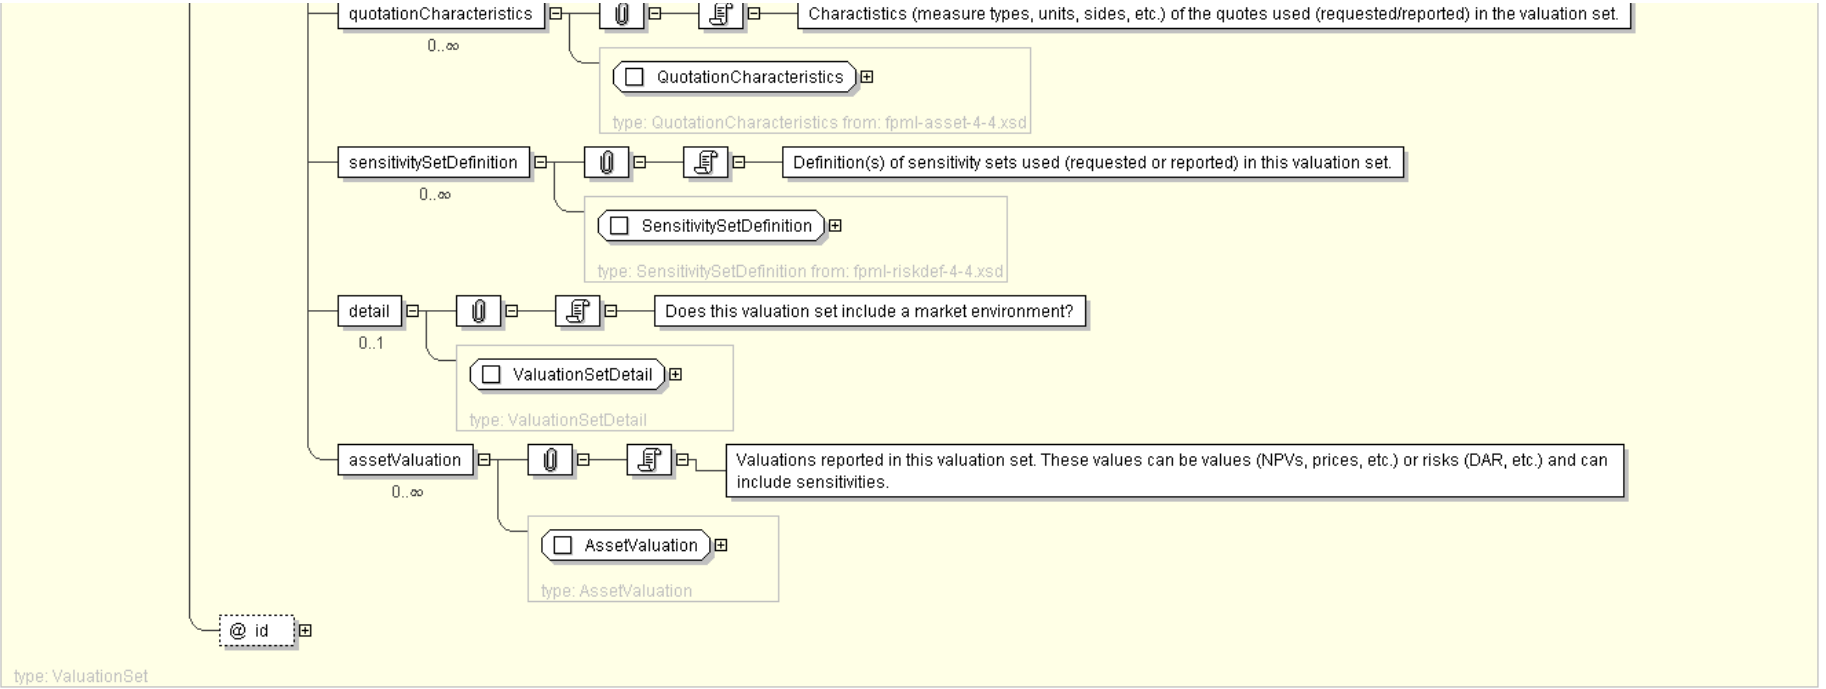 quotationCharacteristics
Charactistics (measure types, units, sides, etc.) of the quotes used (requested/reported) in the valuation set.
0..∞
QuotationCharacteristics
type: QuotationCharacteristics from: fpml-asset-4-4.xsd
sensitivitySetDefinition
Definition(s) of sensitivity sets used (requested or reported) in this valuation set.
0..∞
SensitivitySetDefinition
type: SensitivitySetDefinition from: fpml-riskdef-4-4.xsd
detail
Does this valuation set include a market environment?
0..1
ValuationSetDetail
type: ValuationSetDetail
assetValuation
Valuations reported in this valuation set. These values can be values (NPVs, prices, etc.) or risks (DAR, etc.) and can
include sensitivities.
0..∞
AssetValuation
type: AssetValuation
@ id
type: ValuationSet